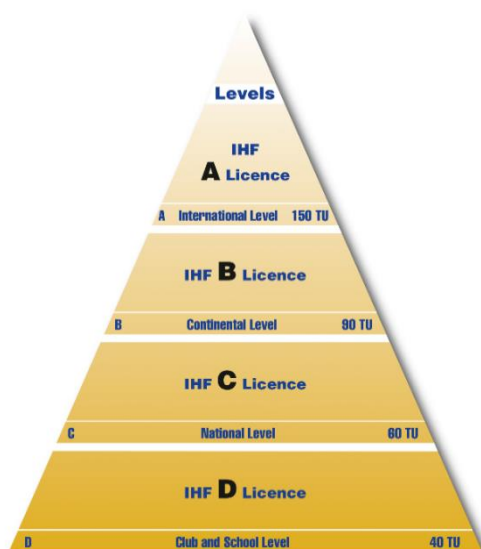 Levels
IHF
A Licence
A International Level 150 TU
IHF B Licence
B Continental Level 90 TU
IHF C Licence
C National Level 60 TU
IHF D Licence
D Club and School Level 40 TU